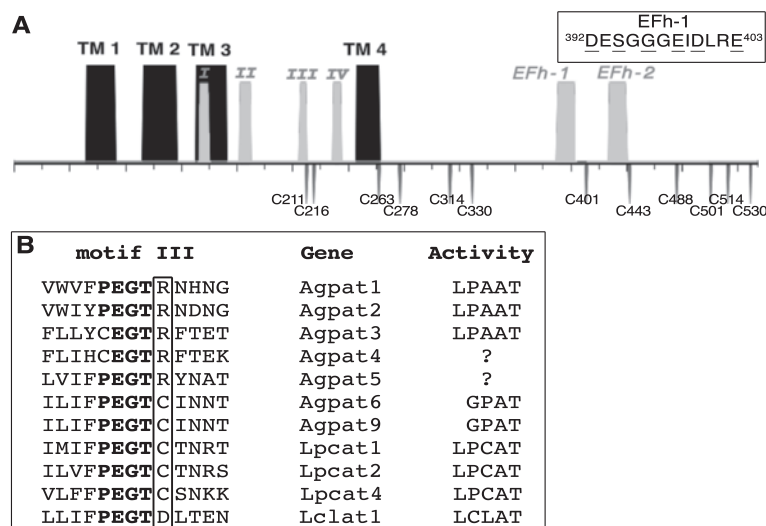 A
EFh-1
392DESGGGEIDLRE403
TM 1 TM 2 TM 3 TM 4
I II III IV EFh-1 EFh-2
C211 C263 C314 C401 C488 C514
C216 C278 C330 C443 C501 C530
B
motif III Gene Activity
VWVFPEGTRNHNG Agpat1 LPAAT
VWIYPEGTRNDNG Agpat2 LPAAT
FLLYCEGTRFTET Agpat3 LPAAT
FLIHCEGTRFTEK Agpat4 ?
LVIFPEGTRYNAT Agpat5 ?
ILIFPEGTCINNT Agpat6 GPAT
ILIFPEGTCINNT Agpat9 GPAT
IMIFPEGTCTNRT Lpcat1 LPCAT
ILVFPEGTCTNRS Lpcat2 LPCAT
VLFFPEGTCSNKK Lpcat4 LPCAT
LLIFPEGTDLTEN Lclat1 LCLAT